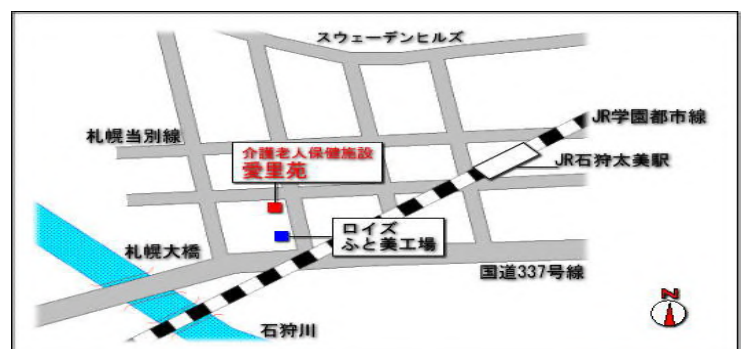 スウェーデンヒルズ
JR学園都市線
札幌当別線
介護老人保健施設
愛里苑
JR石狩太美駅
ロイズ
ふと美工場
札幌大橋
国道337号線
N
石狩川